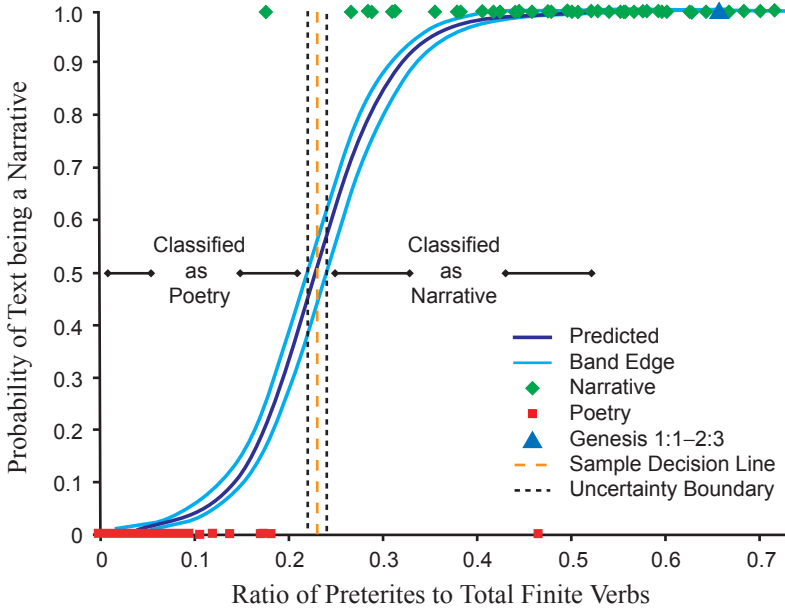 Probability of Text being a Narrative
1.0
0.9
0.8
0.7
0.6
0.5
0.4
0.3
0.2
0.1
0
Classified
as
Poetry
Classified
as
Narrative
Predicted
Band Edge
Narrative
Poetry
Genesis 1:1–2:3
Sample Decision Line
Uncertainty Boundary
0
0.1
0.2
0.3
0.4
0.5
0.6
0.7
Ratio of Preterites to Total Finite Verbs